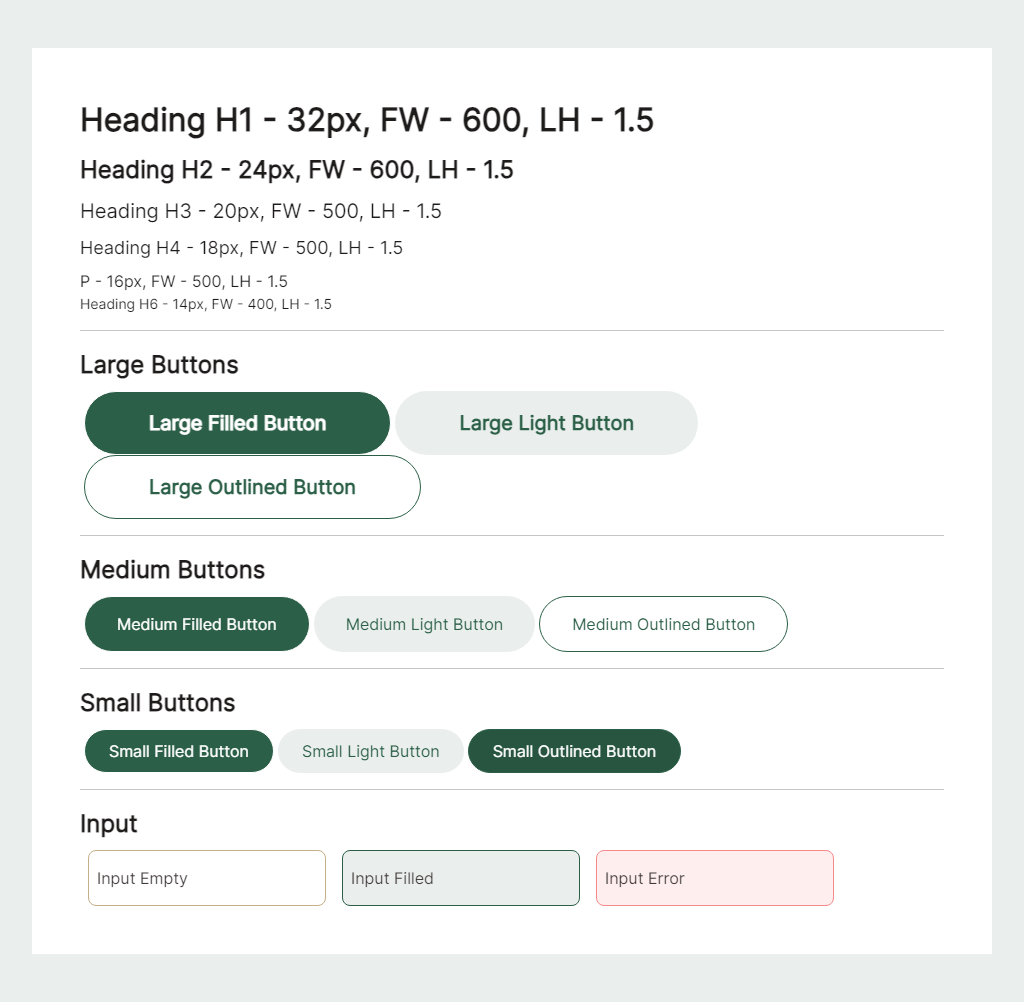 Heading H1 - 32px, FW - 600, LH - 1.5
Heading H2 - 24px, FW - 600, LH - 1.5
Heading H3 - 20px, FW - 500, LH - 1.5
Heading H4 - 18px, FW - 500, LH - 1.5
P - 16px, FW - 500, LH - 1.5
Heading H6 - 14px, FW - 400, LH - 1.5
Large Buttons
Large Filled Button Large Light Button
Large Outlined Button
Medium Buttons
Medium Filled Button Medium Light Button Medium Outlined Button
Small Buttons
Small Filled Button Small Light Button Small Outlined Button
Input
Input Empty Input Filled Input Error